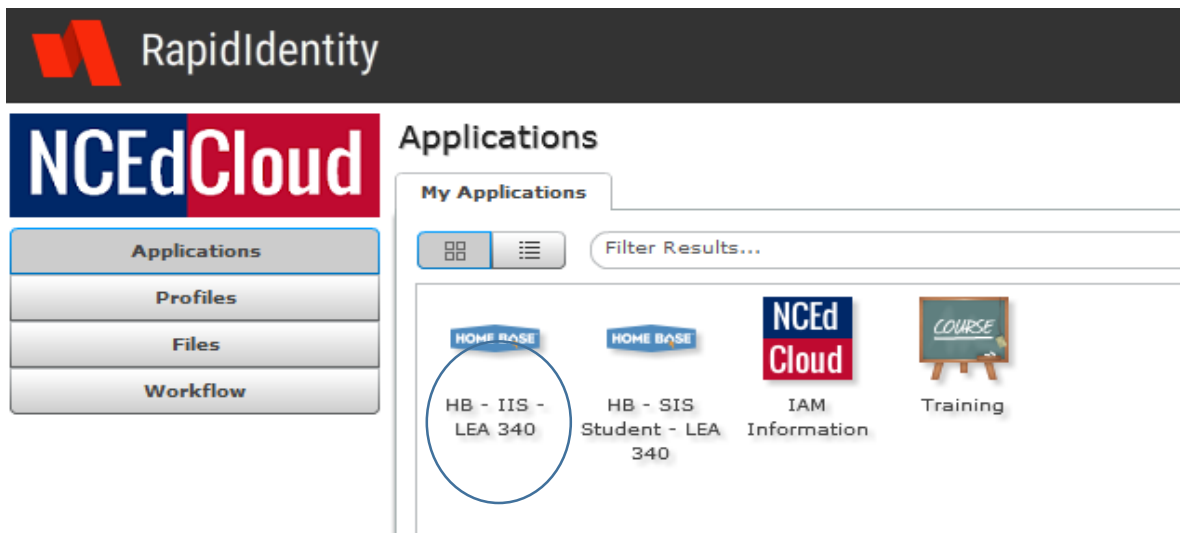 RapidIdentity
NCEdCloud
Applications
Profiles
Files
Workflow
Applications
My Applications
Filter Results...
HOME BASE
HB - IIS -
LEA 340
HOME BASE
HB - SIS
Student - LEA
340
NCEd
Cloud
IAM
Information
COURSE
Training